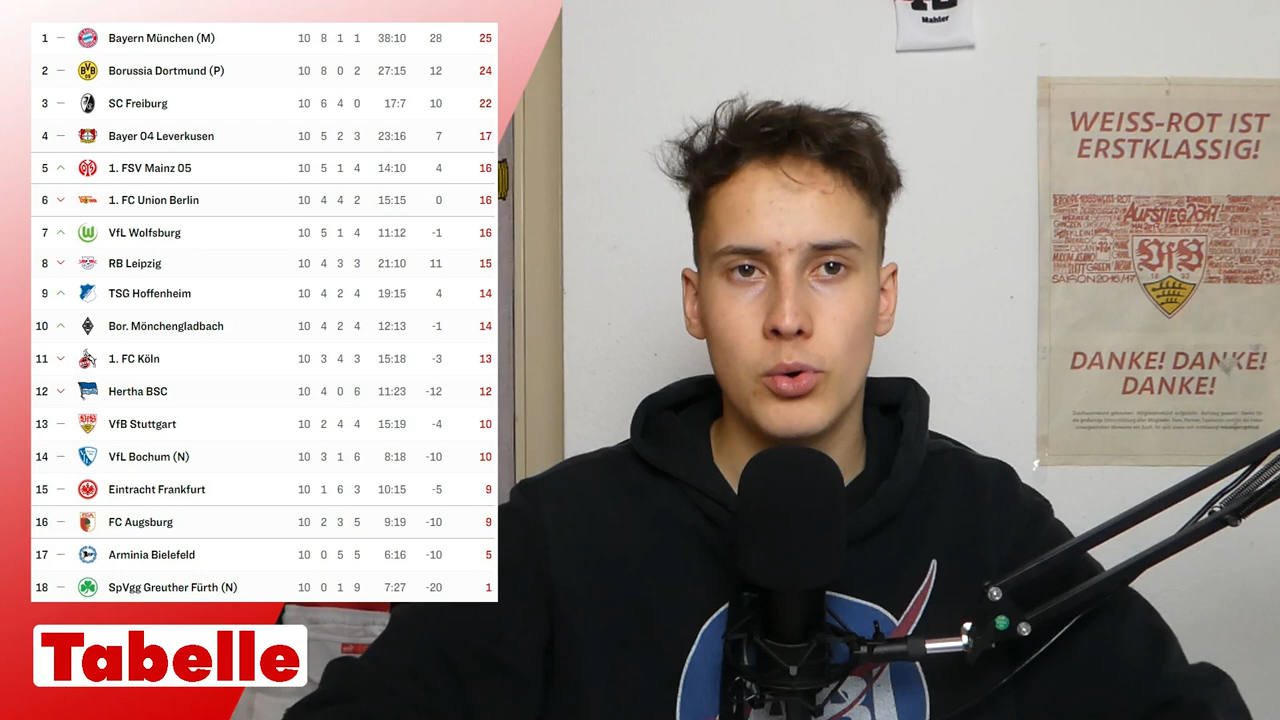 1 — Bayern München (M) 10 8 1 1 38:10 28 25
2 — Borussia Dortmund (P) 10 8 0 2 27:15 12 24
3 — SC Freiburg 10 6 4 0 17:7 10 22
4 — Bayer 04 Leverkusen 10 5 2 3 23:16 7 17
5 1. FSV Mainz 05 10 5 1 4 14:10 4 16
6 1. FC Union Berlin 10 4 4 2 15:15 0 16
7 VfL Wolfsburg 10 5 1 4 11:12 -1 16
8 RB Leipzig 10 4 3 3 21:10 11 15
9 TSG Hoffenheim 10 4 2 4 19:15 4 14
10 Bor. Mönchengladbach 10 4 2 4 12:13 -1 14
11 1. FC Köln 10 3 4 3 15:18 -3 13
12 Hertha BSC 10 4 0 6 11:23 -12 12
13 — VfB Stuttgart 10 2 4 4 15:19 -4 10
14 — VfL Bochum (N) 10 3 1 6 8:18 -10 10
15 — Eintracht Frankfurt 10 1 6 3 10:15 -5 9
16 — FC Augsburg 10 2 3 5 9:19 -10 9
17 — Arminia Bielefeld 10 0 5 5 6:16 -10 5
18 — SpVgg Greuther Fürth (N) 10 0 1 9 7:27 -20 1
Tabelle
Mahler
WEISS-ROT IST
ERSTKLASSIG!
AUFSTIEG 2017
VfB
SAISON 2016/17
DANKE! DANKE!
DANKE!